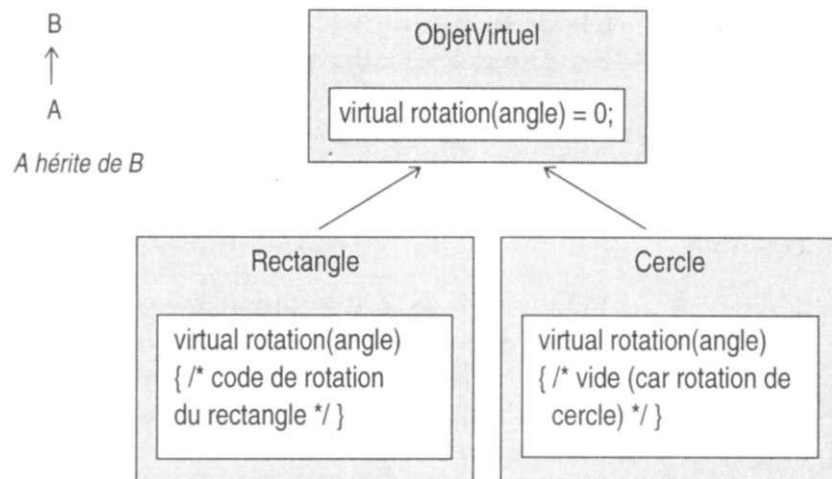 B
A
A hérite de B
ObjetVirtuel
virtual rotation(angle) = 0;
Rectangle
virtual rotation(angle)
{ /* code de rotation
du rectangle */ }
Cercle
virtual rotation(angle)
{ /* vide (car rotation de
cercle) */ }